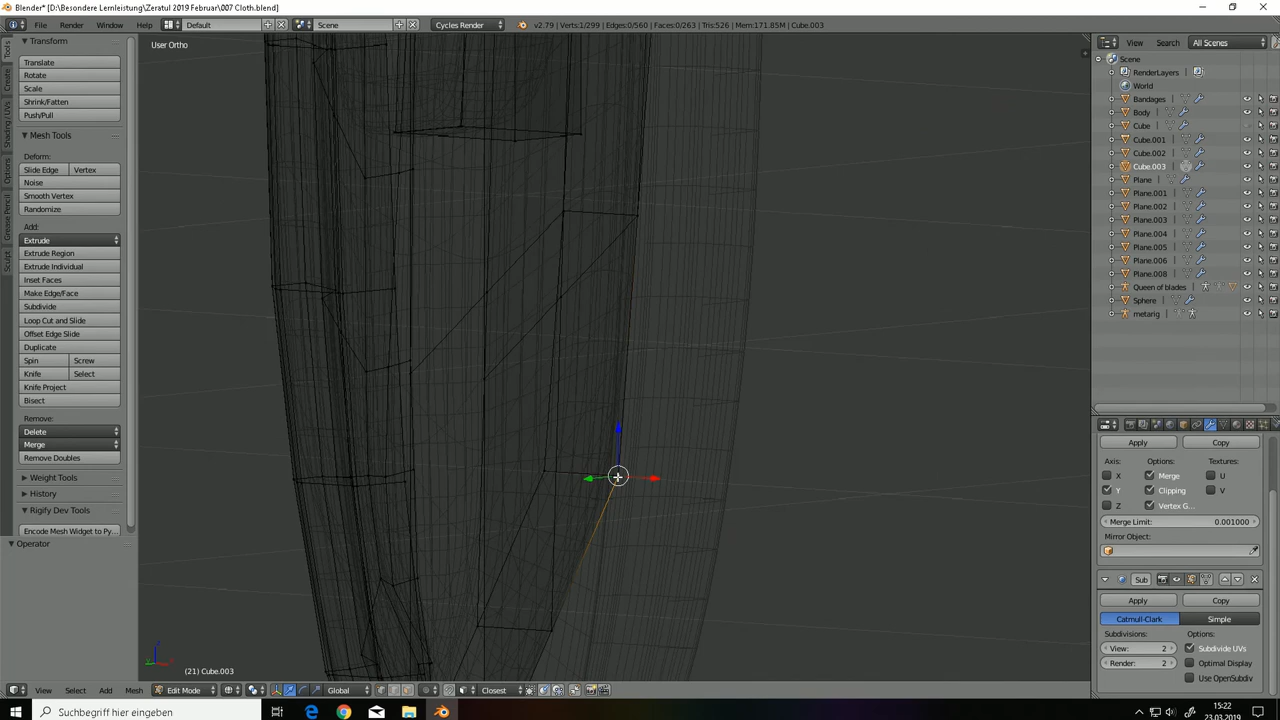 Blender* [D:\Besondere Lernleistung\Zeratul 2019 Februar\007 Cloth.blend]
File Render Window Help Default Scene Cycles Render v2.79 | Verts:1/299 | Edges:0/560 | Faces:0/263 | Tris:526 | Mem:171.85M | Cube.003
View Search All Scenes
Tools
Create
Shading / UVs
Options
Grease Pencil
Sculpt
Transform
Translate
Rotate
Scale
Shrink/Fatten
Push/Pull
Mesh Tools
Deform:
Slide Edge Vertex
Noise
Smooth Vertex
Randomize
Add:
Extrude
Extrude Region
Extrude Individual
Inset Faces
Make Edge/Face
Subdivide
Loop Cut and Slide
Offset Edge Slide
Duplicate
Spin Screw
Knife Select
Knife Project
Bisect
Remove:
Delete
Merge
Remove Doubles
Weight Tools
History
Rigify Dev Tools
Encode Mesh Widget to Py...
Operator
User Ortho
(21) Cube.003
View Select Add Mesh Edit Mode Global Closest
Scene
RenderLayers
World
Bandages
Body
Cube
Cube.001
Cube.002
Cube.003
Plane
Plane.001
Plane.002
Plane.003
Plane.004
Plane.005
Plane.006
Plane.008
Queen of blades
Sphere
metarig
Apply Copy
Axis: Options: Textures:
X Merge U
Y Clipping V
Z Vertex G...
Merge Limit: 0.001000
Mirror Object:
Sub
Apply Copy
Catmull-Clark Simple
Subdivisions: Options:
View: 2 Subdivide UVs
Render: 2 Optimal Display
Use OpenSubdiv
Suchbegriff hier eingeben
15:22
23.03.2019